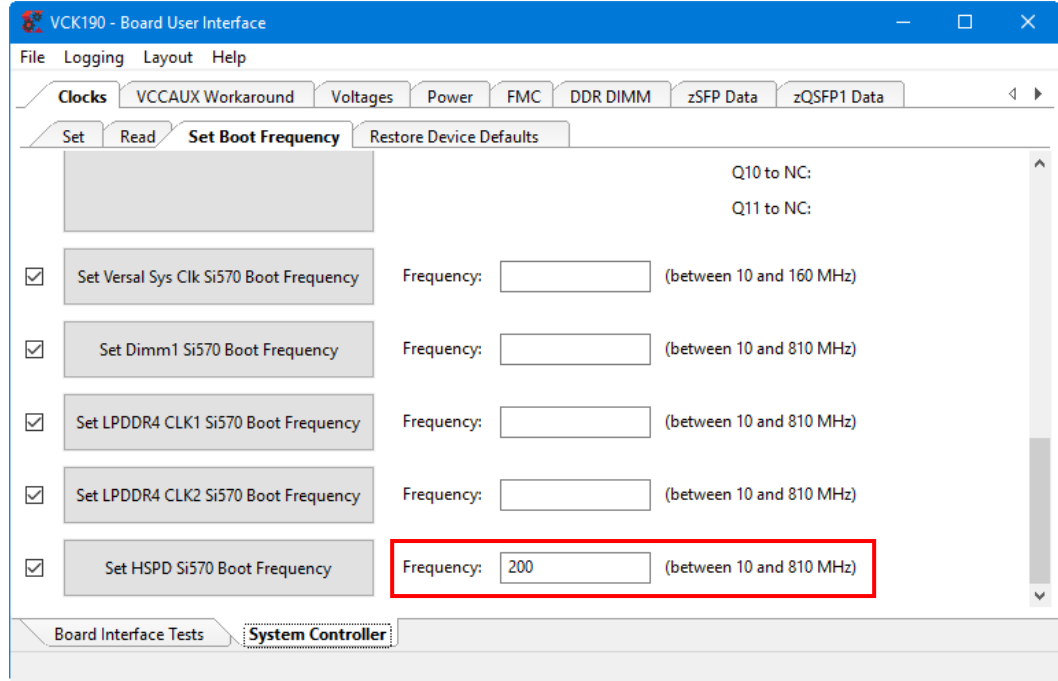 VCK190 - Board User Interface
File Logging Layout Help
Clocks VCCAUX Workaround Voltages Power FMC DDR DIMM zSFP Data zQSFP1 Data
Set Read Set Boot Frequency Restore Device Defaults
Q10 to NC:
Q11 to NC:
Set Versal Sys Clk Si570 Boot Frequency Frequency: (between 10 and 160 MHz)
Set Dimm1 Si570 Boot Frequency Frequency: (between 10 and 810 MHz)
Set LPDDR4 CLK1 Si570 Boot Frequency Frequency: (between 10 and 810 MHz)
Set LPDDR4 CLK2 Si570 Boot Frequency Frequency: (between 10 and 810 MHz)
Set HSPD Si570 Boot Frequency Frequency: 200 (between 10 and 810 MHz)
Board Interface Tests System Controller